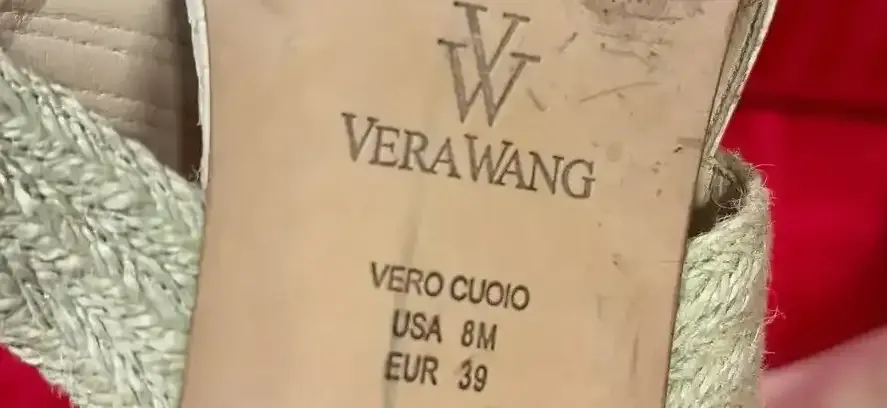 VW
VERA WANG
VERO CUOIO
USA 8M
EUR 39